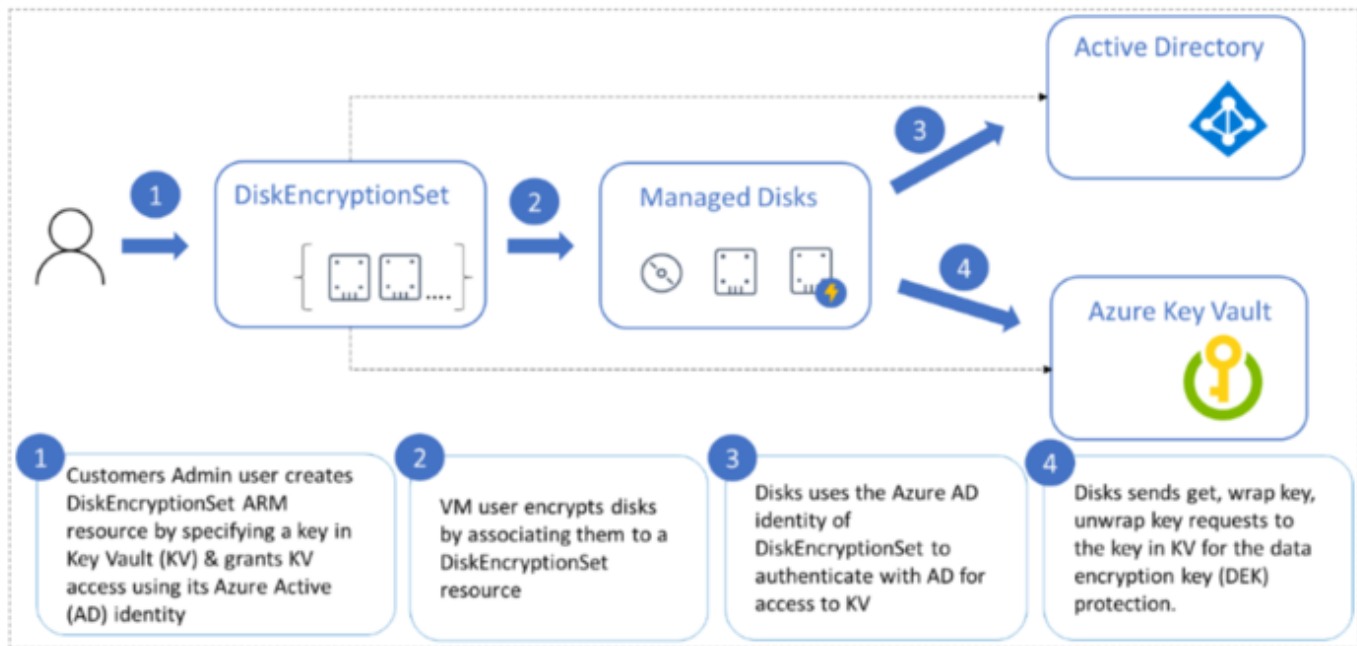 Active Directory
3
1
DiskEncryptionSet
2
Managed Disks
....
4
Azure Key Vault
1
Customers Admin user creates
DiskEncryptionSet ARM
resource by specifying a key in
Key Vault (KV) & grants KV
access using its Azure Active
(AD) identity
2
VM user encrypts disks
by associating them to a
DiskEncryptionSet
resource
3
Disks uses the Azure AD
identity of
DiskEncryptionSet to
authenticate with AD for
access to KV
4
Disks sends get, wrap key,
unwrap key requests to
the key in KV for the data
encryption key (DEK)
protection.